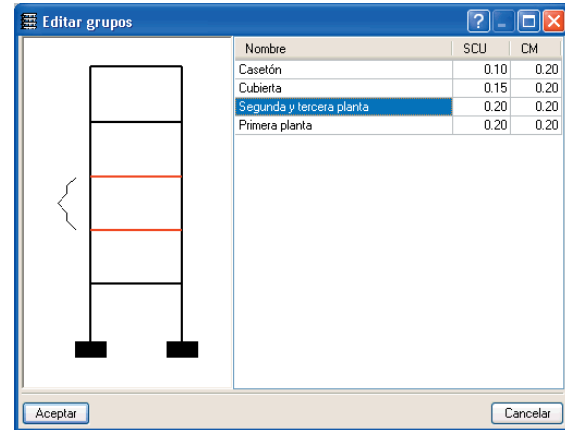 Editar grupos
Nombre SCU CM
Casetón 0.10 0.20
Cubierta 0.15 0.20
Segunda y tercera planta 0.20 0.20
Primera planta 0.20 0.20
Aceptar Cancelar